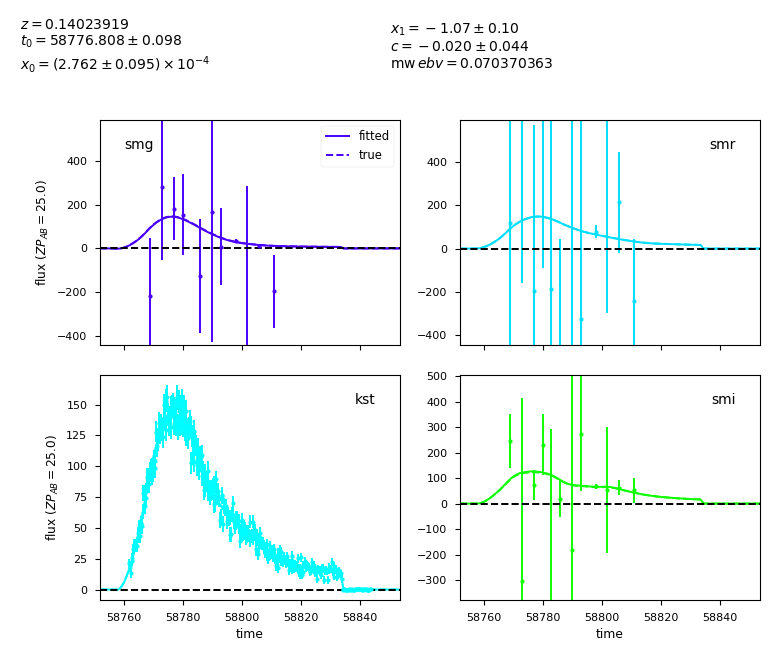 z = 0.14023919
t₀ = 58776.808 ± 0.098
x₀ = (2.762 ± 0.095) × 10⁻⁴
x₁ = −1.07 ± 0.10
c = −0.020 ± 0.044
mw ebv = 0.070370363
smg
fitted
true
flux (ZP_AB = 25.0)
400
200
0
−200
−400
smr
400
200
0
−200
−400
kst
flux (ZP_AB = 25.0)
150
125
100
75
50
25
0
58760 58780 58800 58820 58840
time
smi
500
400
300
200
100
0
−100
−200
−300
58760 58780 58800 58820 58840
time